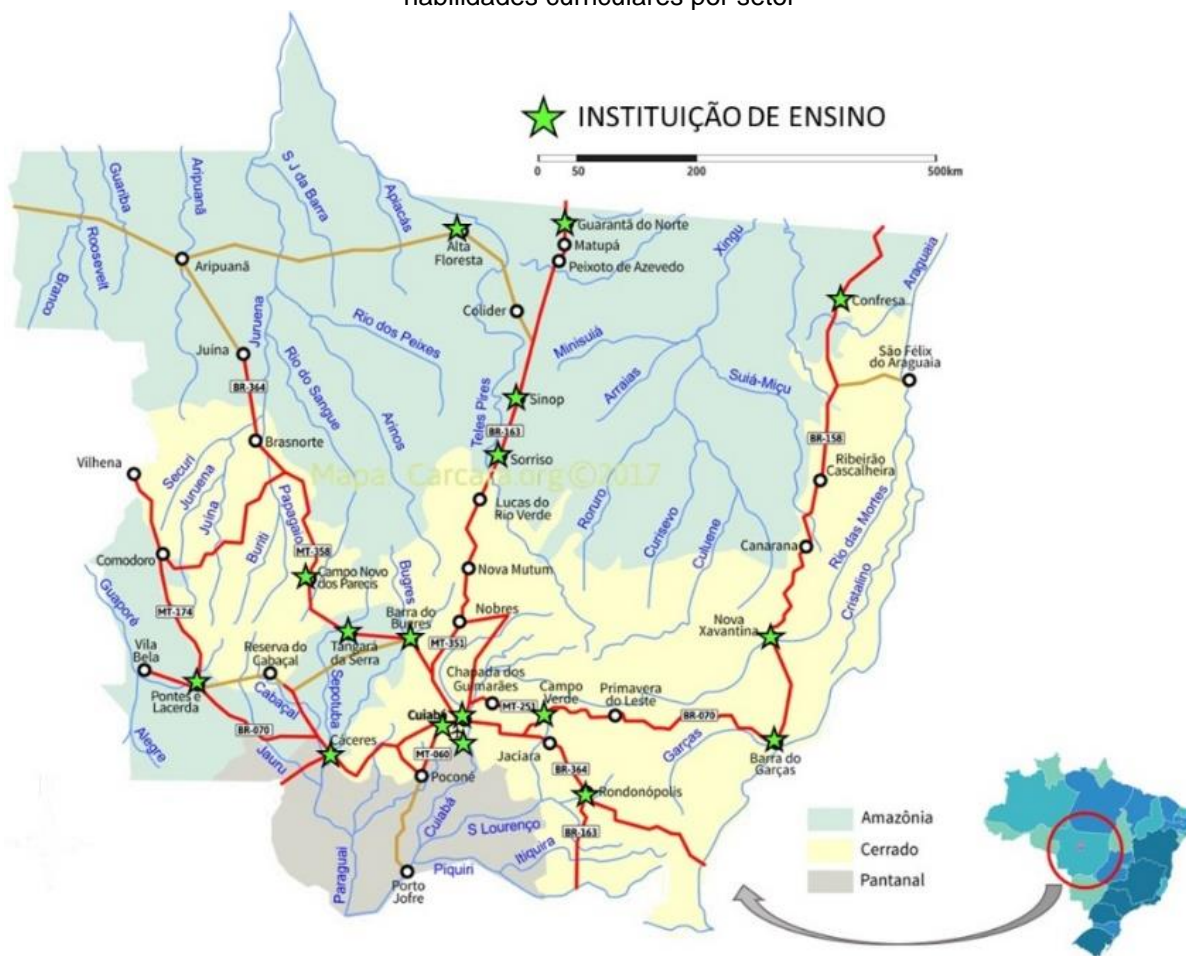 habilidades curriculares por setor
INSTITUIÇÃO DE ENSINO
0 50 200 500km
Guariba
Aripuanã
S J da Barra
Apiacás
Roosevelt
Branco
Aripuanã
Alta
Floresta
Guarantã do Norte
Matupá
Peixoto de Azevedo
Xingu
Araguaia
Confresa
Colider
Juruena
Juína
BR-364
Rio do Sangue
Rio dos Peixes
Arinos
Teles Pires
Minisuiá
Arraias
Suiá-Miçu
São Félix
do Araguaia
Sinop
BR-163
Sorriso
BR-158
Brasnorte
Vilhena
Securi
Juruena
Juína
Mapa: Carcara.org©2017
Lucas do
Rio Verde
Roruro
Curisevo
Culuene
Ribeirão
Cascalheira
Rio das Mortes
Cristalino
Canarana
Comodoro
Buriti
Papagaio
MT-358
Campo Novo
dos Parecis
Bugres
Nova Mutum
Guaporé
MT-174
Barra do
Bugres
Nobres
MT-351
Nova
Xavantina
Vila
Bela
Reserva do
Cabaçal
Tangará
da Serra
Pontes e
Lacerda
Cabaçal
Sepotuba
Chapada dos
Guimarães
Campo
Verde
Primavera
do Leste
MT-251
BR-070
Cuiabá
Alegre
BR-070
Jauru
Cáceres
MT-060
Jaciara
Garças
Barra do
Garças
Poconé
BR-364
Rondonópolis
Cuiabá
S Lourenço
BR-163
Itiquira
Piquiri
Paraguai
Porto
Jofre
Amazônia
Cerrado
Pantanal